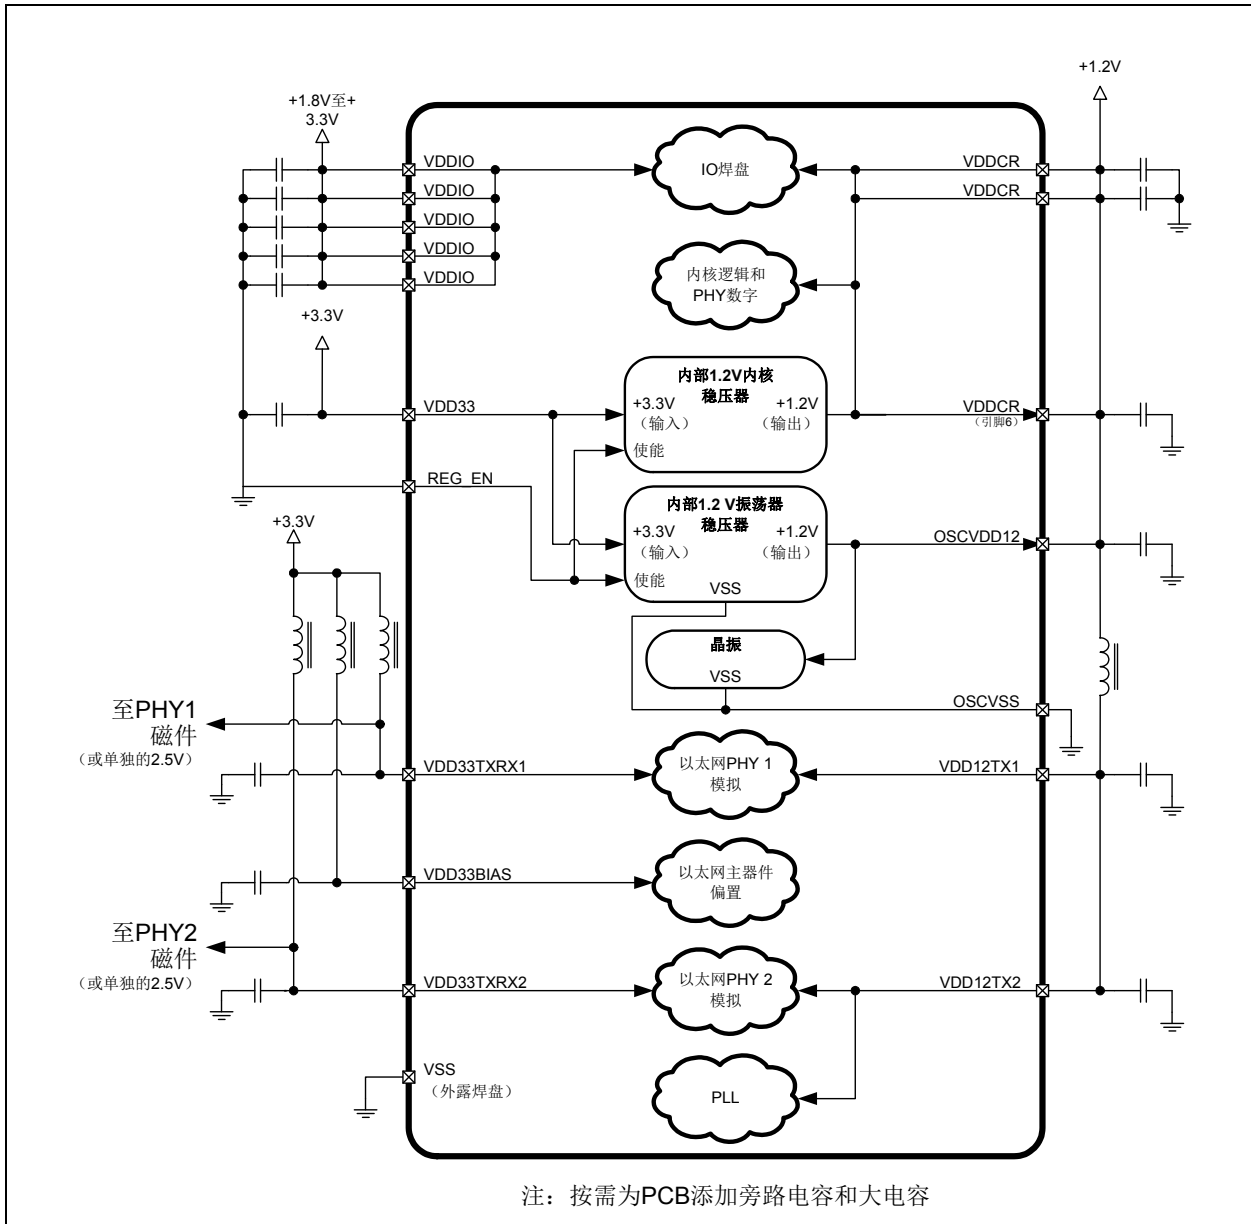 +1.2V
+1.8V至+
3.3V
VDDIO
IO焊盘
VDDCR
VDDIO
VDDCR
VDDIO
VDDIO
VDDIO
内核逻辑和
PHY数字
+3.3V
内部1.2V内核
稳压器
VDD33
+3.3V
（输入）
+1.2V
（输出）
使能
VDDCR
（引脚6）
REG_EN
内部1.2 V振荡器
稳压器
+3.3V
+3.3V
（输入）
+1.2V
（输出）
使能
VSS
OSCVDD12
晶振
VSS
OSCVSS
至PHY1
磁件
（或单独的2.5V）
VDD33TXRX1
以太网PHY 1
模拟
VDD12TX1
VDD33BIAS
以太网主器件
偏置
至PHY2
磁件
（或单独的2.5V）
VDD33TXRX2
以太网PHY 2
模拟
VDD12TX2
VSS
（外露焊盘）
PLL
注：按需为PCB添加旁路电容和大电容